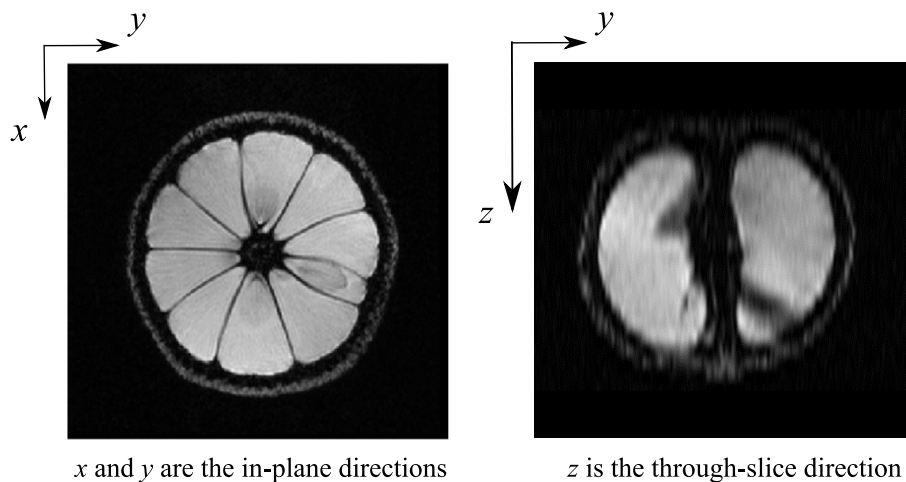 y
y
x
z
x and y are the in-plane directions
z is the through-slice direction